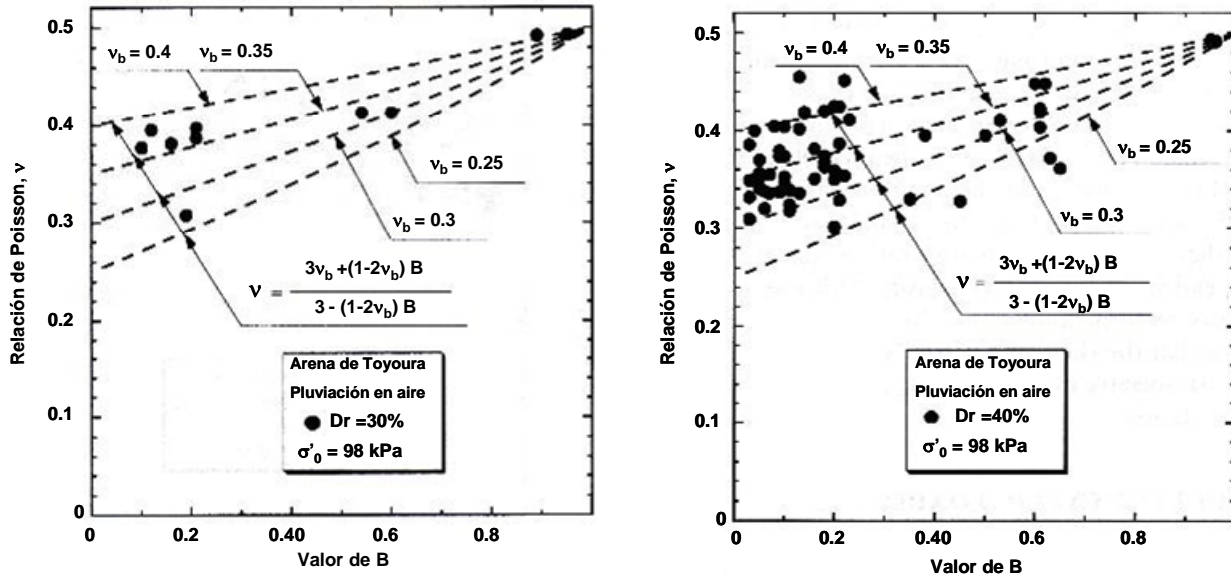 Relación de Poisson, ν
0.5
0.4
0.3
0.2
0.1
0
0
0.20
0.40
0.6
0.8
Valor de B
νb = 0.4
νb = 0.35
νb = 0.25
νb = 0.3
ν = 3νb +(1-2νb) B
3 - (1-2νb) B
Arena de Toyoura
Pluviación en aire
Dr =30%
σ'0 = 98 kPa
Relación de Poisson, ν
0.5
0.4
0.3
0.2
0.1
0
0
0.20
0.40
0.6
0.8
Valor de B
νb = 0.4
νb = 0.35
νb = 0.25
νb = 0.3
ν = 3νb +(1-2νb) B
3 - (1-2νb) B
Arena de Toyoura
Pluviación en aire
Dr =40%
σ'0 = 98 kPa